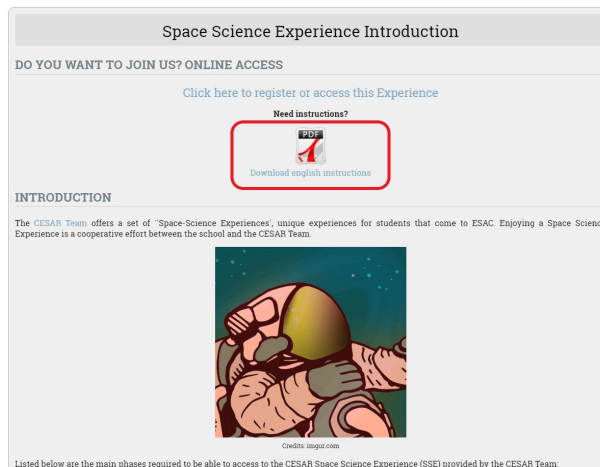 Space Science Experience Introduction
DO YOU WANT TO JOIN US? ONLINE ACCESS
Click here to register or access this Experience
Need instructions?
PDF
Download english instructions
INTRODUCTION
The CESAR Team offers a set of ``Space-Science Experiences', unique experiences for students that come to ESAC. Enjoying a Space Scienc
Experience is a cooperative effort between the school and the CESAR Team.
Credits: imgur.com
Listed below are the main phases required to be able to access to the CESAR Space Science Experience (SSE) provided by the CESAR Team: